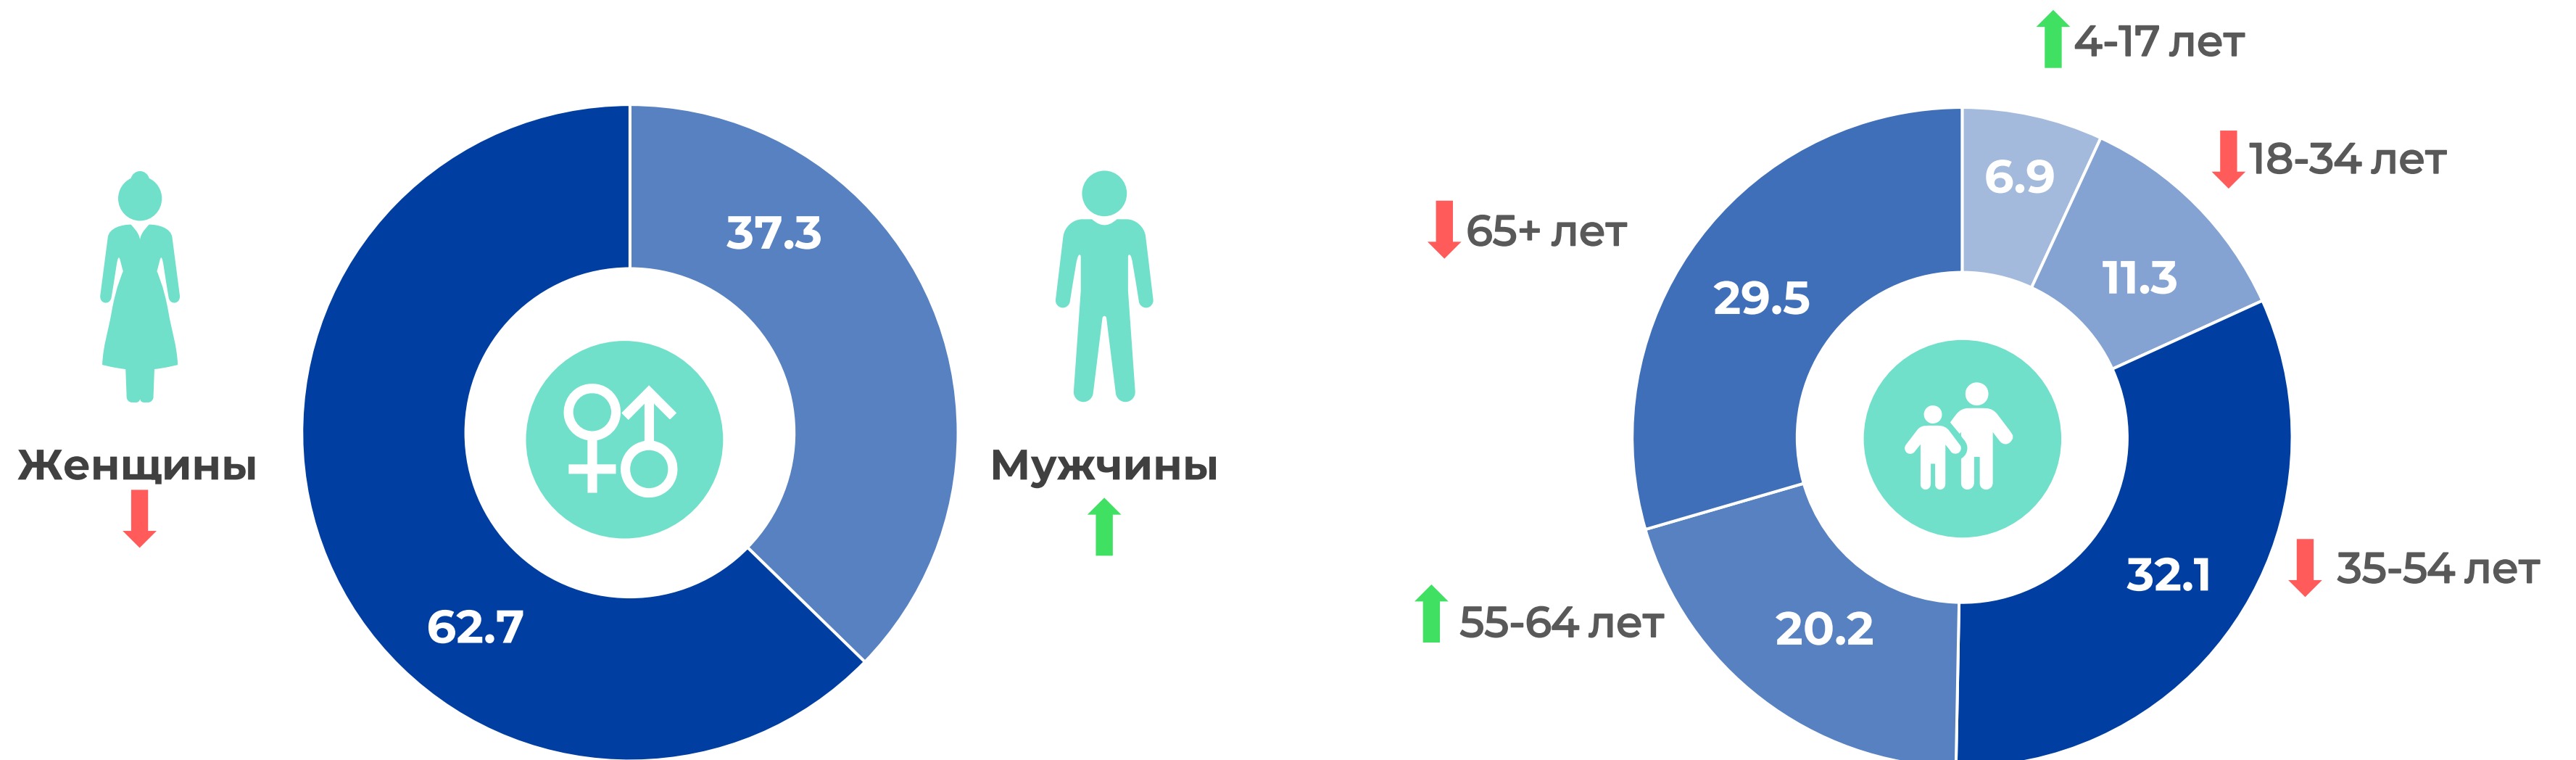 Женщины
62.7
37.3
Мужчины
4-17 лет
6.9
18-34 лет
11.3
65+ лет
29.5
35-54 лет
32.1
55-64 лет
20.2